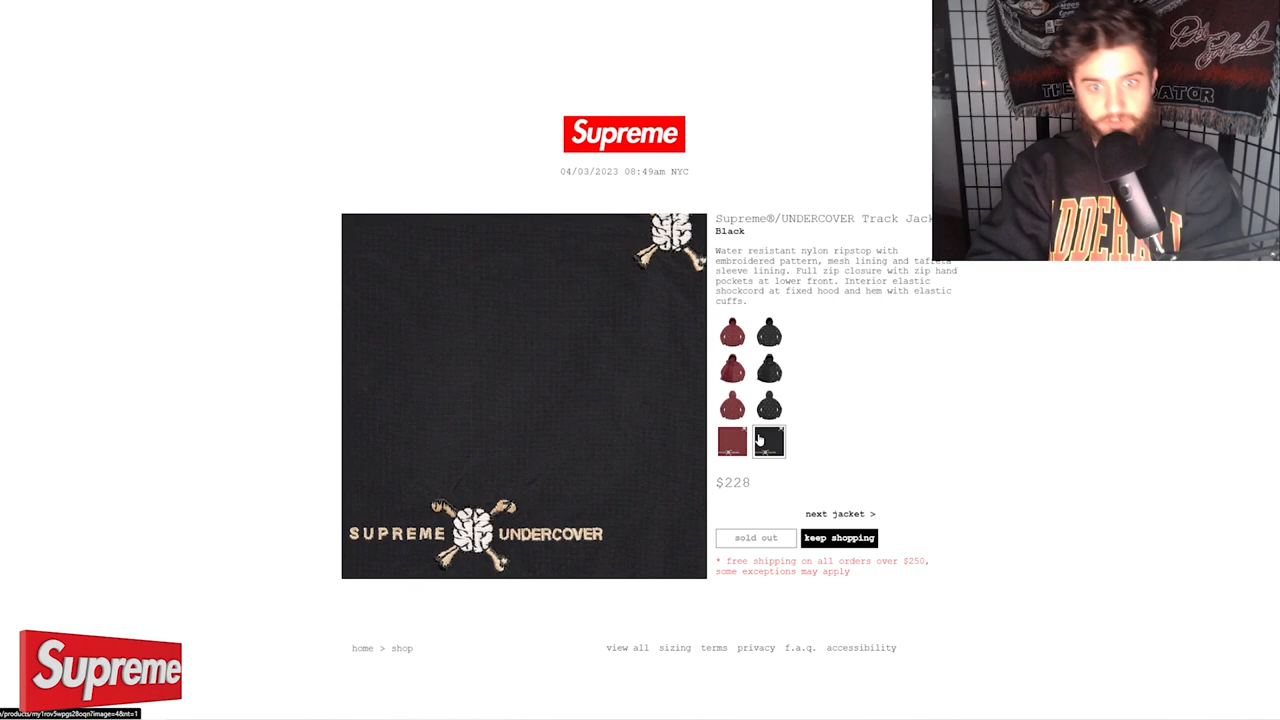 Supreme
04/03/2023 08:49am NYC
Supreme®/UNDERCOVER Track Jack
Black
Water resistant nylon ripstop with
embroidered pattern, mesh lining and taffeta
sleeve lining. Full zip closure with zip hand
pockets at lower front. Interior elastic
shockcord at fixed hood and hem with elastic
cuffs.
$228
next jacket >
sold out
keep shopping
* free shipping on all orders over $250,
some exceptions may apply
SUPREME UNDERCOVER
home > shop
view all sizing terms privacy f.a.q. accessibility
Supreme